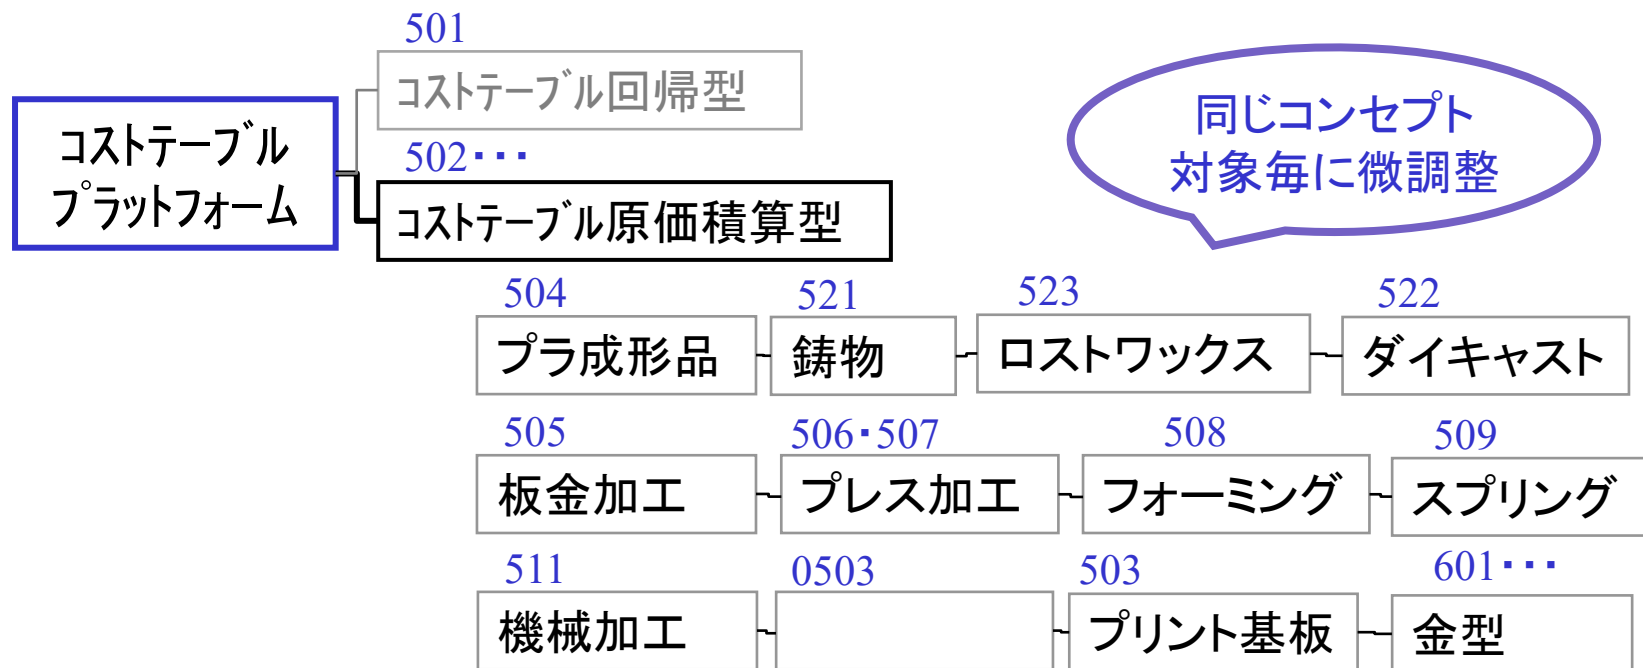 501
コストテーブル回帰型
コストテーブル
プラットフォーム
502・・・
コストテーブル原価積算型
同じコンセプト
対象毎に微調整
504
521
523
522
プラ成形品
鋳物
ロストワックス
ダイキャスト
505
506・507
508
509
板金加工
プレス加工
フォーミング
スプリング
511
0503
503
601・・・
機械加工
プリント基板
金型